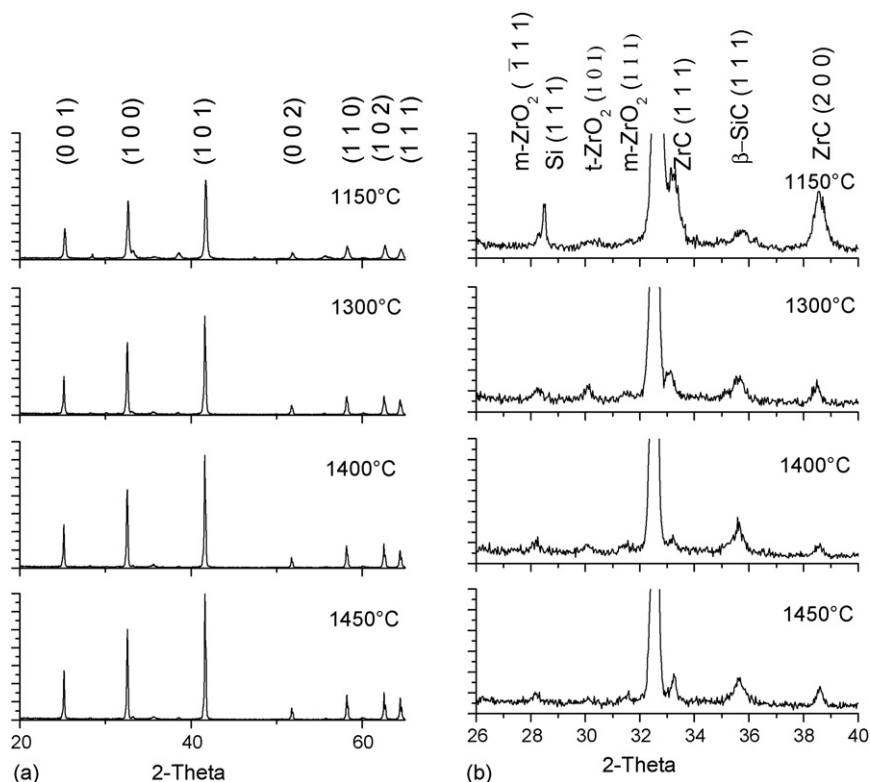 (0 0 1)
(1 0 0)
(1 0 1)
(0 0 2)
(1 1 0)
(1 0 2)
(1 1 1)
1150°C
1300°C
1400°C
1450°C
20
40
60
2-Theta
(a)
m-ZrO₂ (1̅ 1 1)
Si (1 1 1)
t-ZrO₂ (1 0 1)
m-ZrO₂ (1 1 1)
ZrC (1 1 1)
β–SiC (1 1 1)
ZrC (2 0 0)
1150°C
1300°C
1400°C
1450°C
26 28 30 32 34 36 38 40
2-Theta
(b)